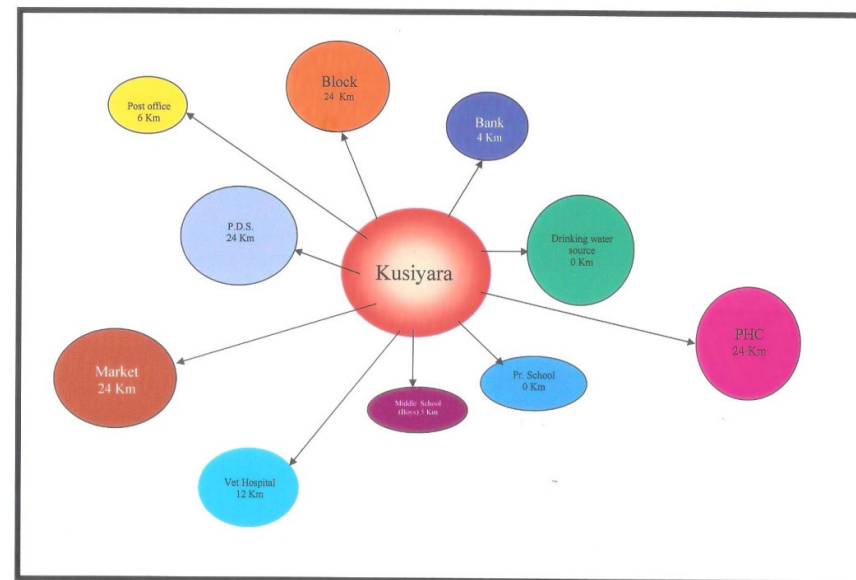 Block
24 Km
Post office
6 Km
Bank
4 Km
P.D.S.
24 Km
Drinking water
source
0 Km
Kusiyara
PHC
24 Km
Market
24 Km
Pr. School
0 Km
Middle School
(Boys) 5 km
Vet Hospital
12 Km